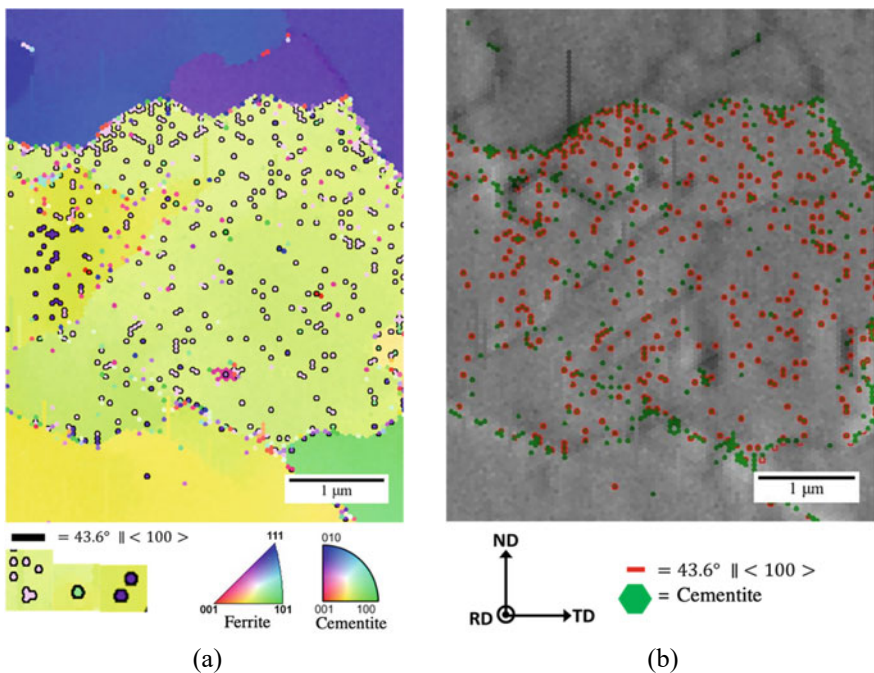 1 μm
1 μm
= 43.6° ∥ < 100 >
111
001
101
Ferrite
010
001
100
Cementite
ND
RD
TD
= 43.6° ∥ < 100 >
= Cementite
(a)
(b)